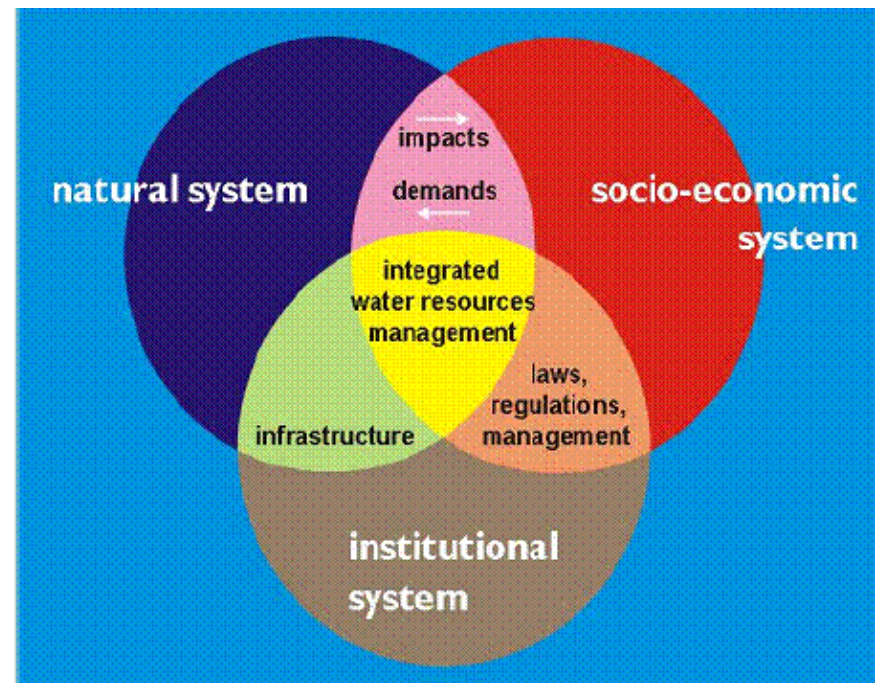 impacts
natural system
demands
socio-economic
system
integrated
water resources
management
laws,
regulations,
management
infrastructure
institutional
system